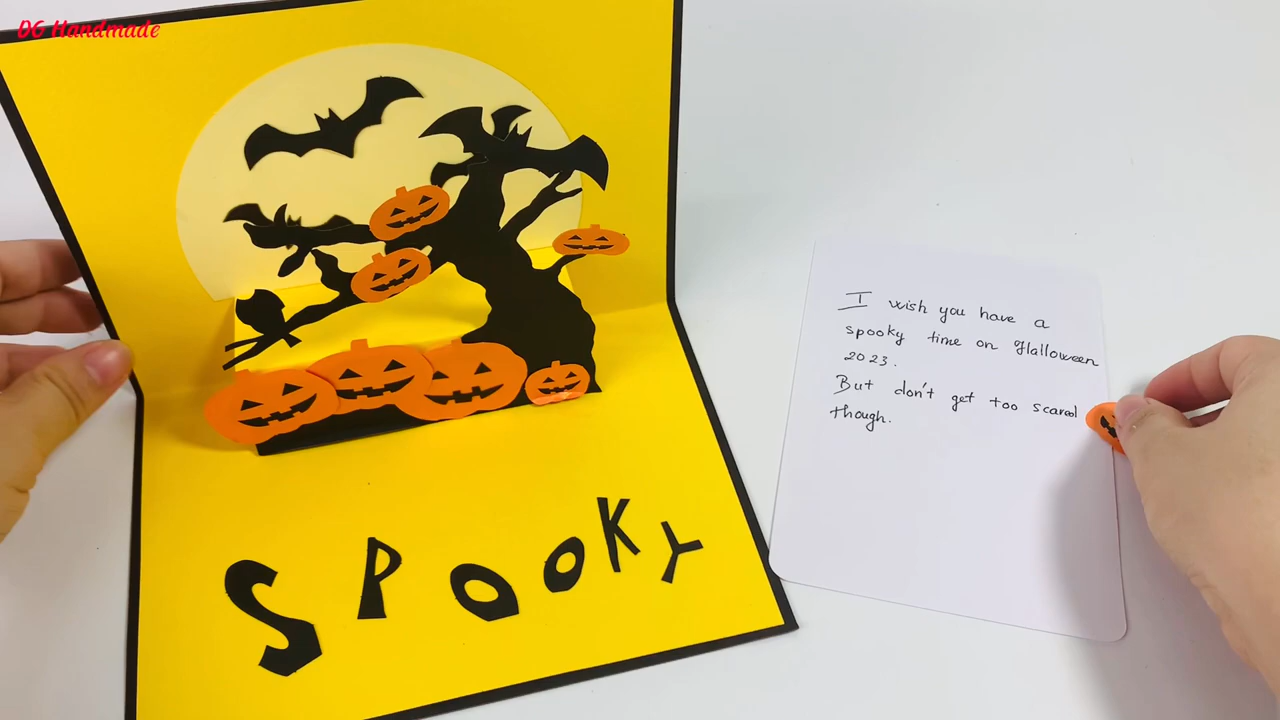 DG Handmade
I wish you have a
spooky time on Halloween
2023.
But don't get too scared
though.
SPOOKY